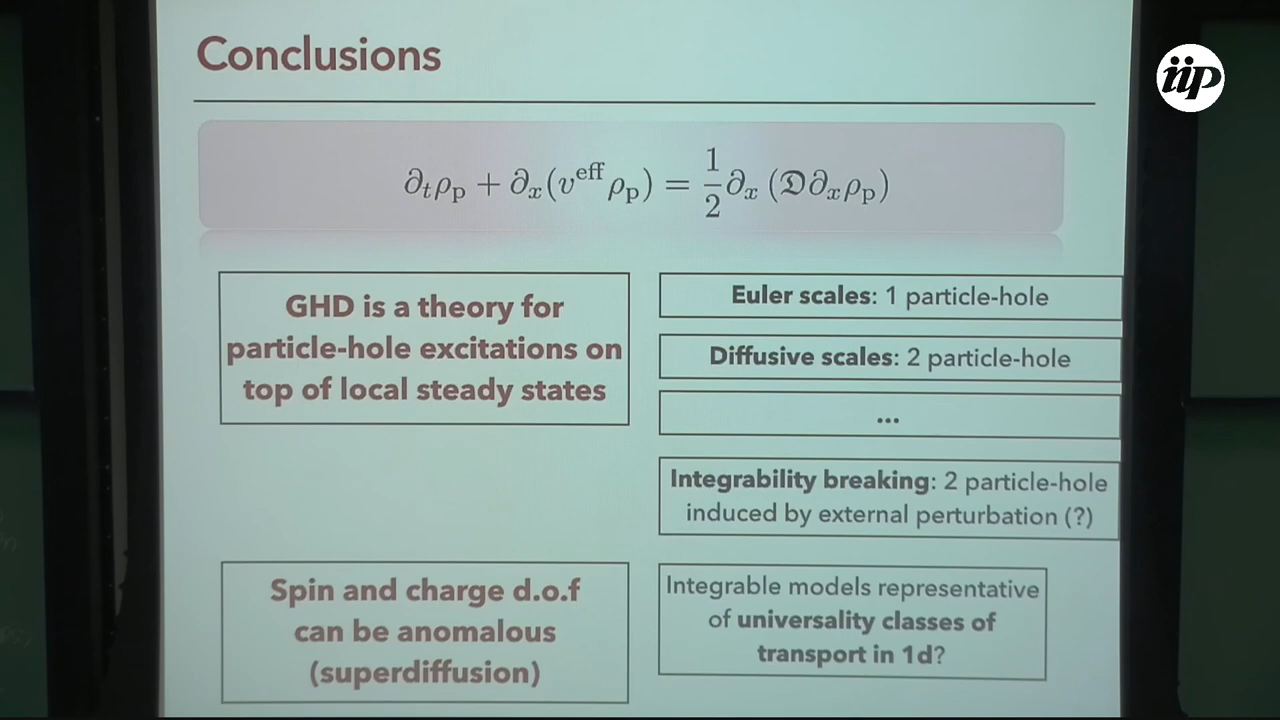 Conclusions
iip
∂ₜρₚ + ∂ₓ(v^eff ρₚ) = 1/2 ∂ₓ (𝔇∂ₓρₚ)
GHD is a theory for
particle-hole excitations on
top of local steady states
Euler scales: 1 particle-hole
Diffusive scales: 2 particle-hole
...
Integrability breaking: 2 particle-hole
induced by external perturbation (?)
Spin and charge d.o.f
can be anomalous
(superdiffusion)
Integrable models representative
of universality classes of
transport in 1d?